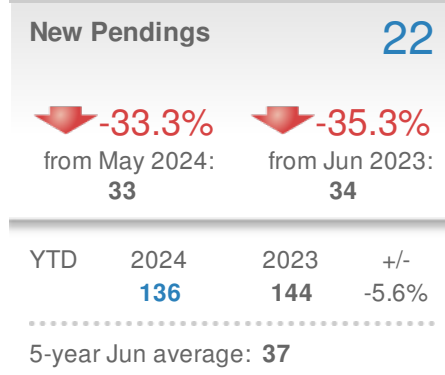 New Pendings 22
-33.3% -35.3%
from May 2024: from Jun 2023:
33 34
YTD 2024 2023 +/-
136 144 -5.6%
5-year Jun average: 37